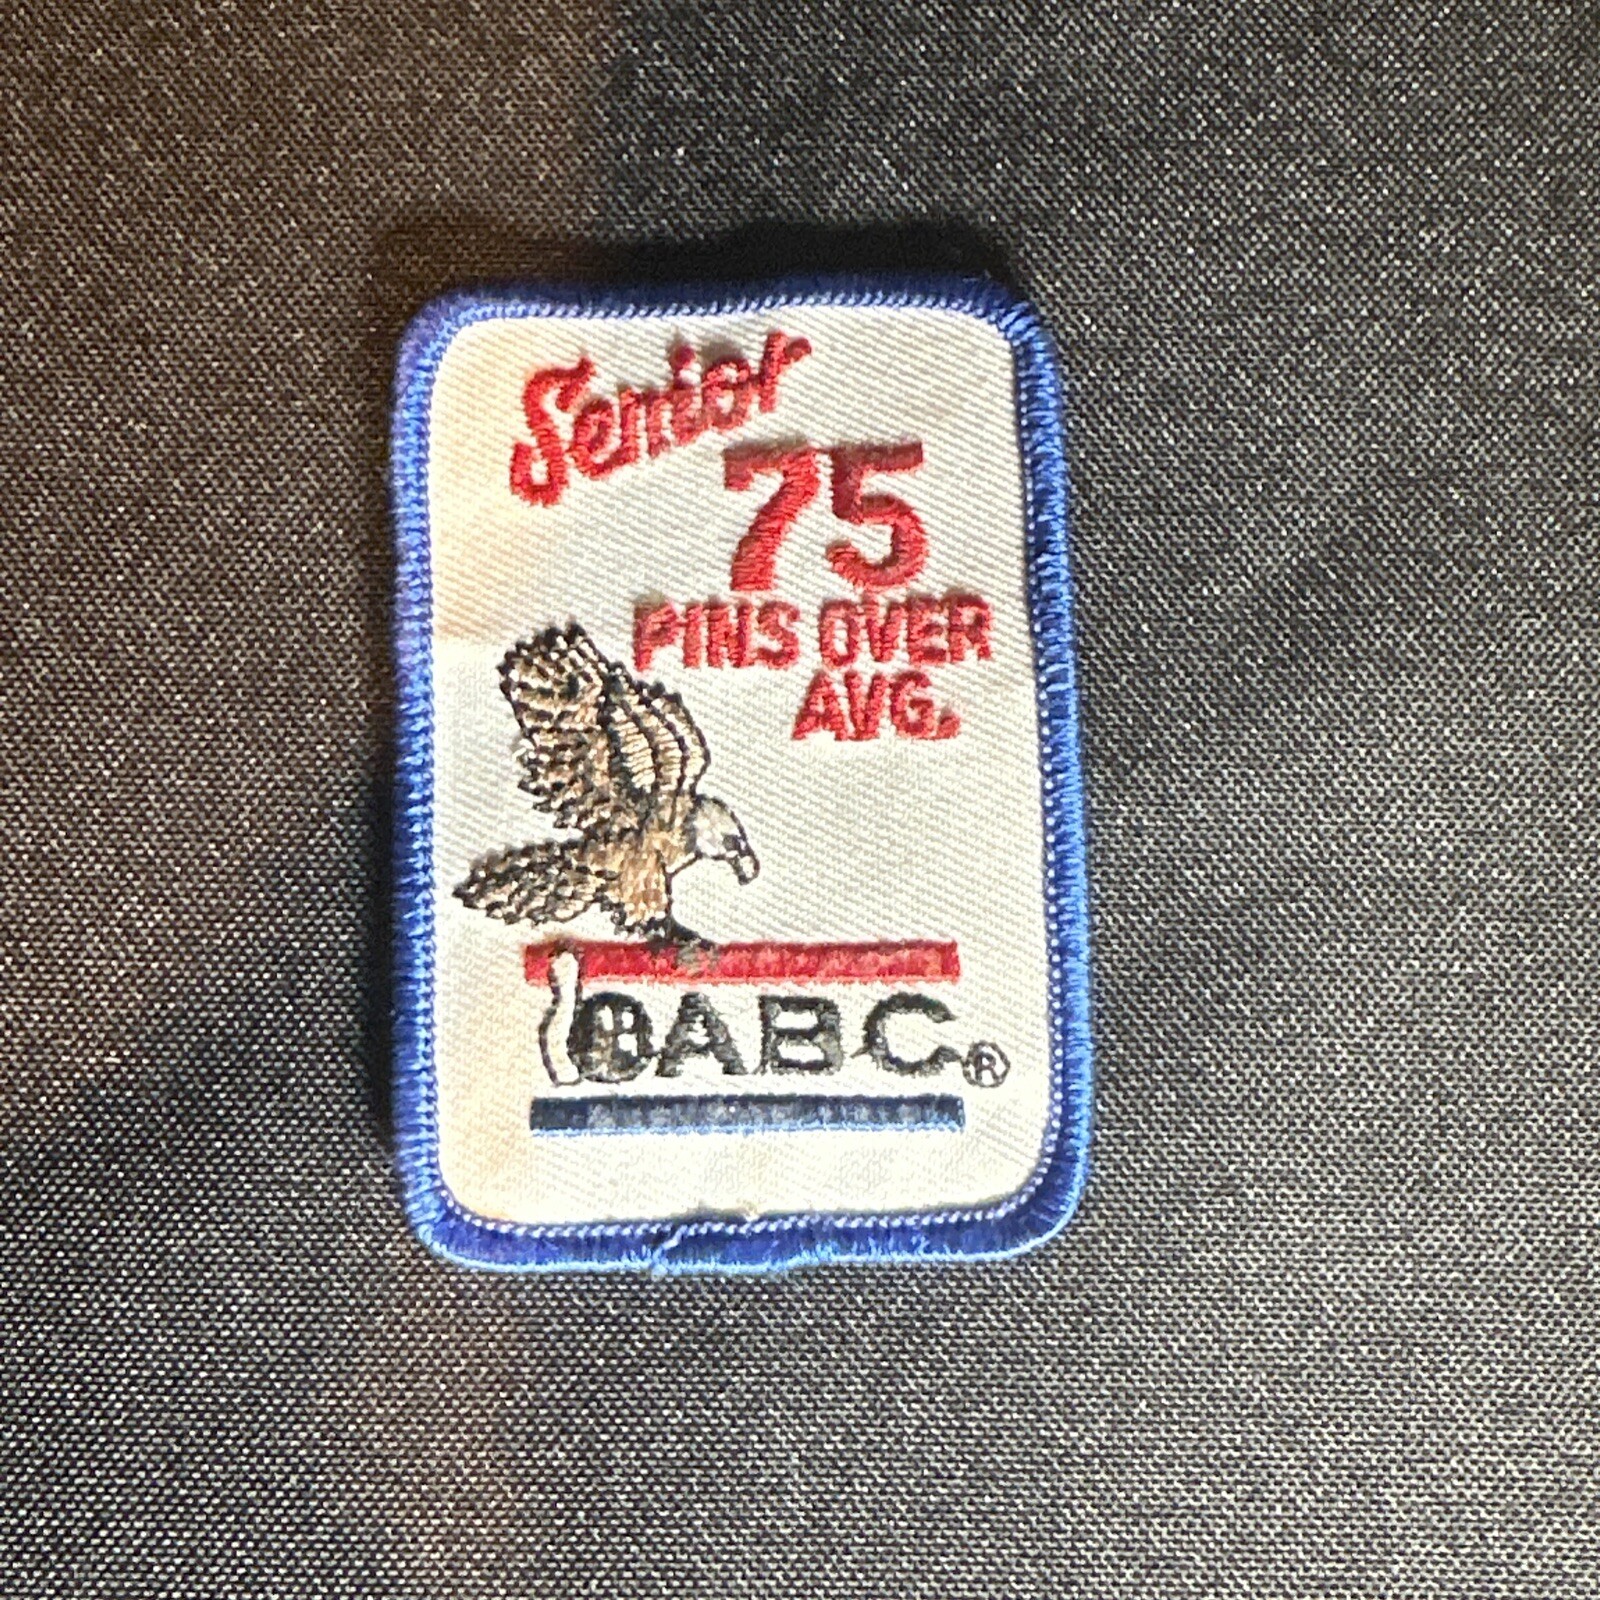 Senior
75
PINS OVER
AVG.
ABC®